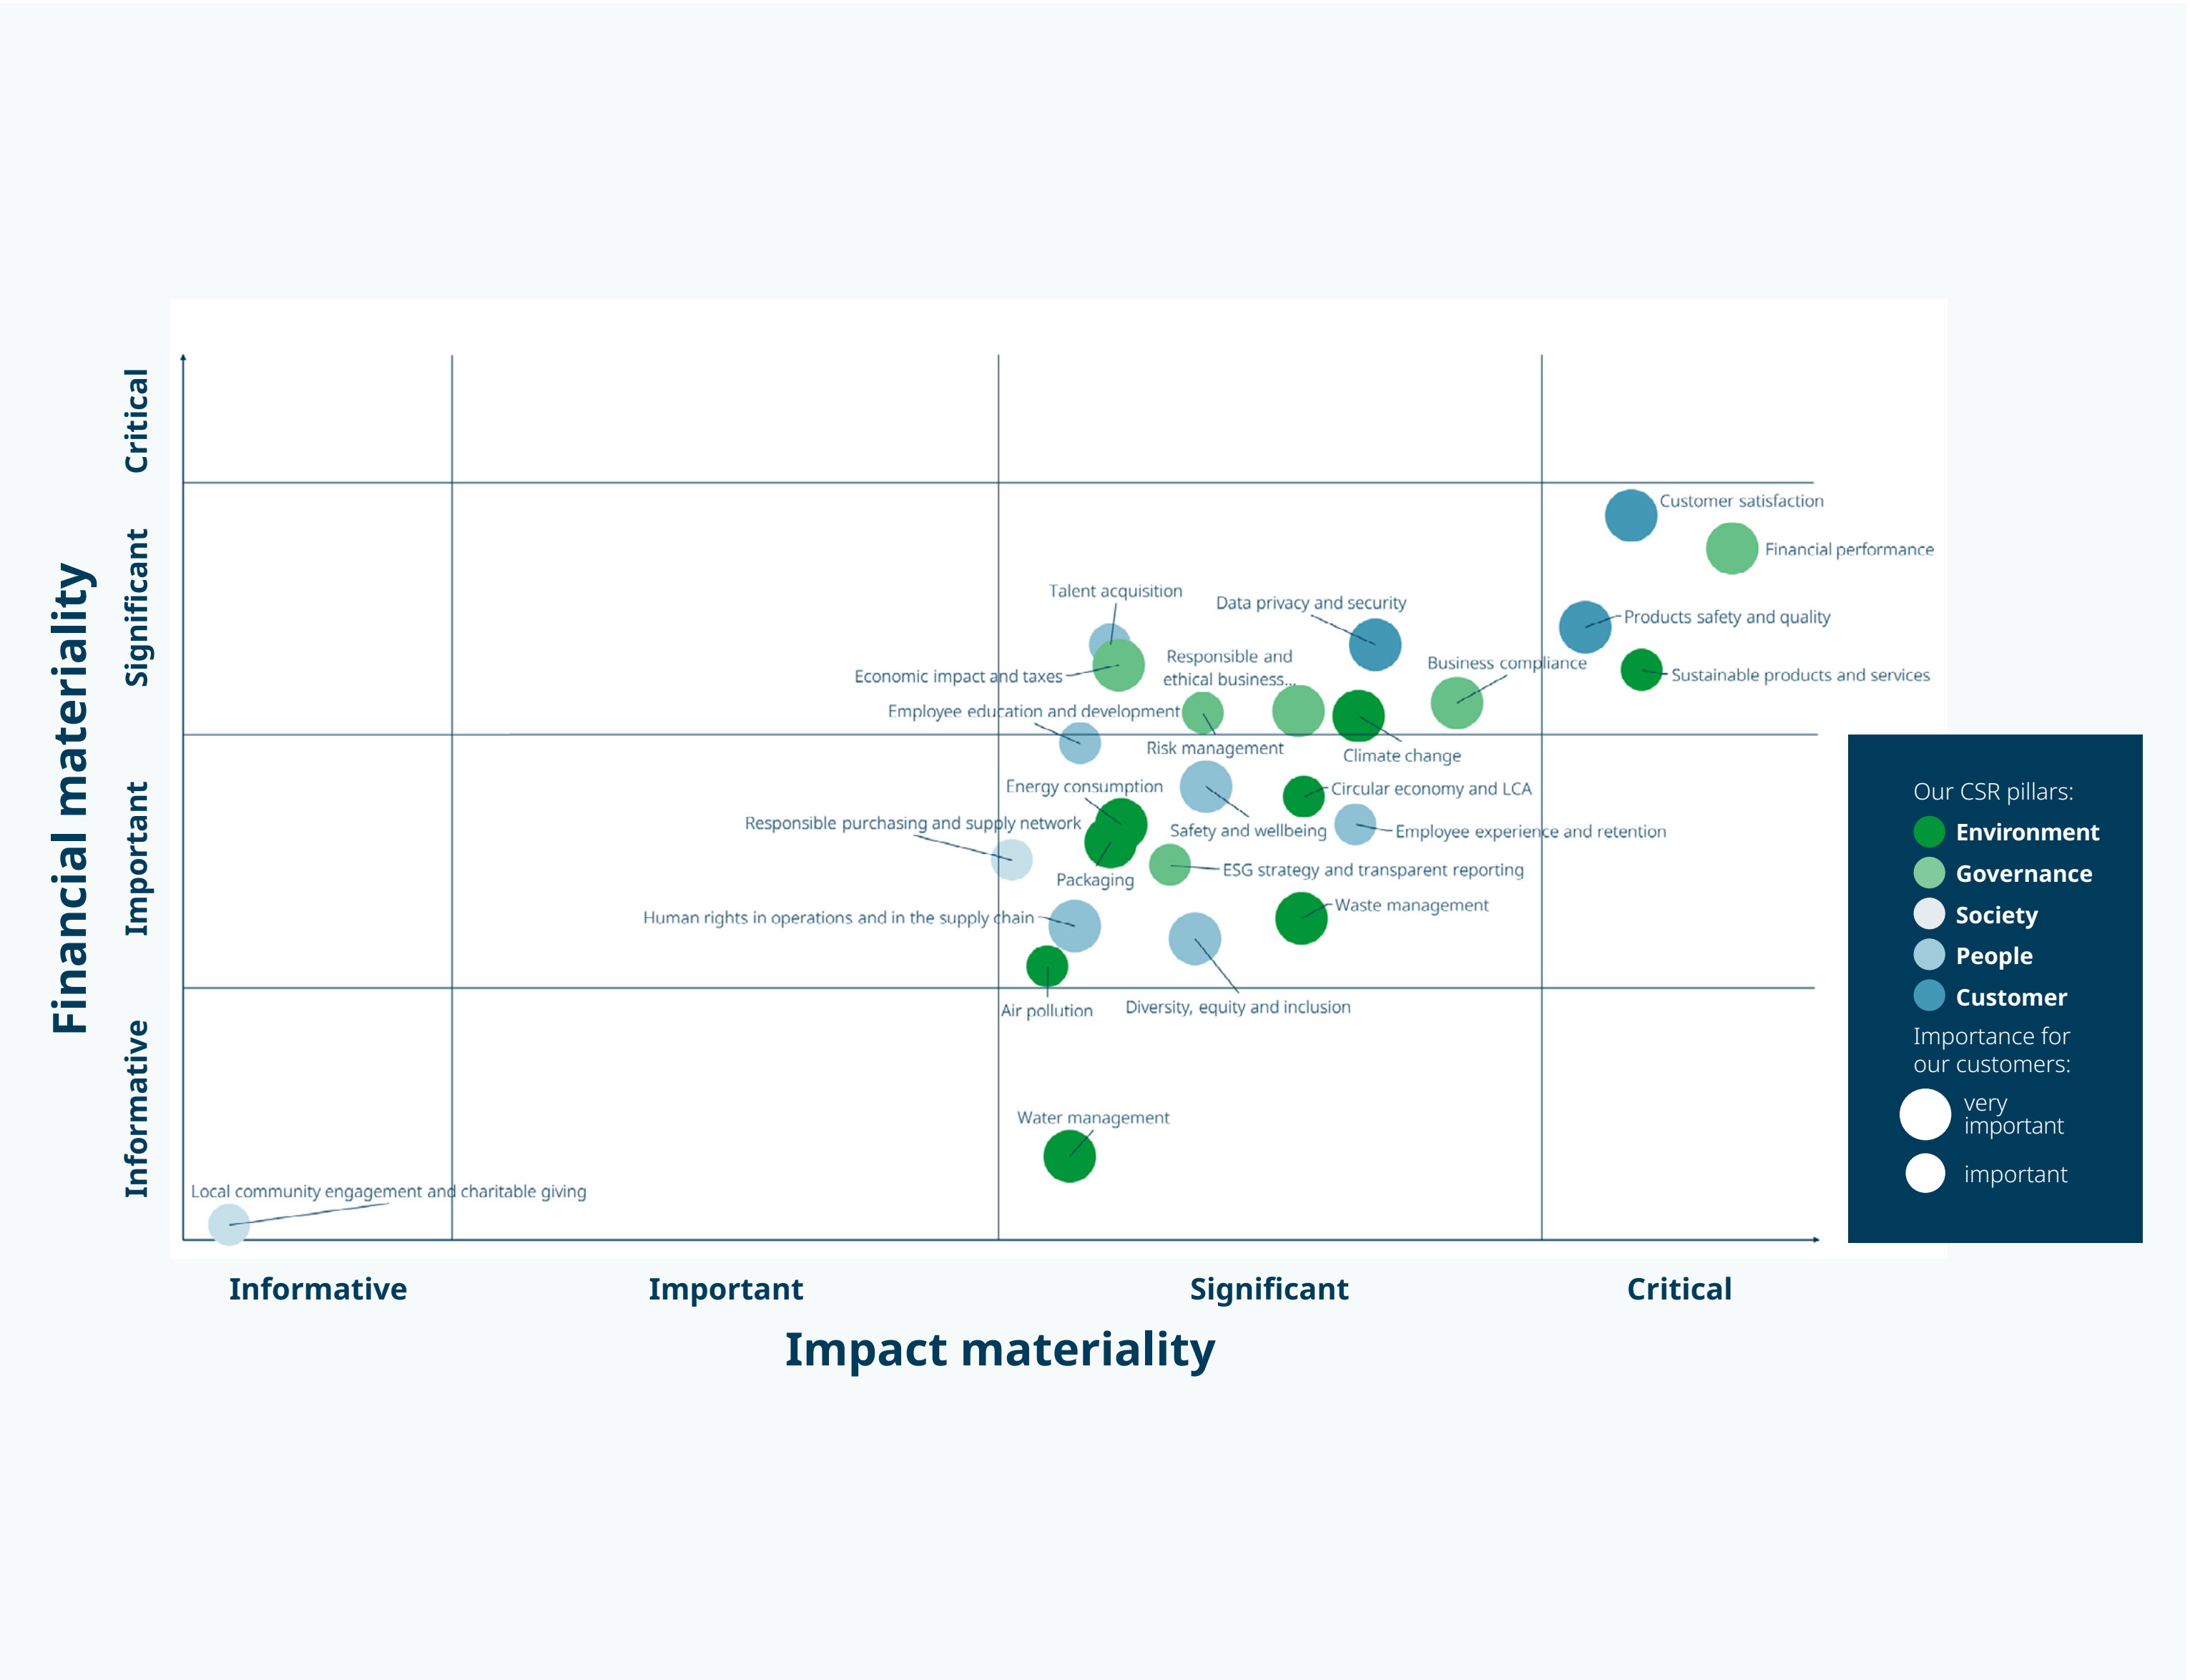 Financial materiality
Critical
Significant
Important
Informative
Customer satisfaction
Financial performance
Talent acquisition
Data privacy and security
Products safety and quality
Responsible and
ethical business...
Business compliance
Economic impact and taxes
Sustainable products and services
Employee education and development
Risk management
Climate change
Energy consumption
Circular economy and LCA
Responsible purchasing and supply network
Safety and wellbeing
Employee experience and retention
Packaging
ESG strategy and transparent reporting
Waste management
Human rights in operations and in the supply chain
Air pollution
Diversity, equity and inclusion
Water management
Local community engagement and charitable giving
Informative
Important
Significant
Critical
Impact materiality
Our CSR pillars:
Environment
Governance
Society
People
Customer
Importance for
our customers:
very
important
important